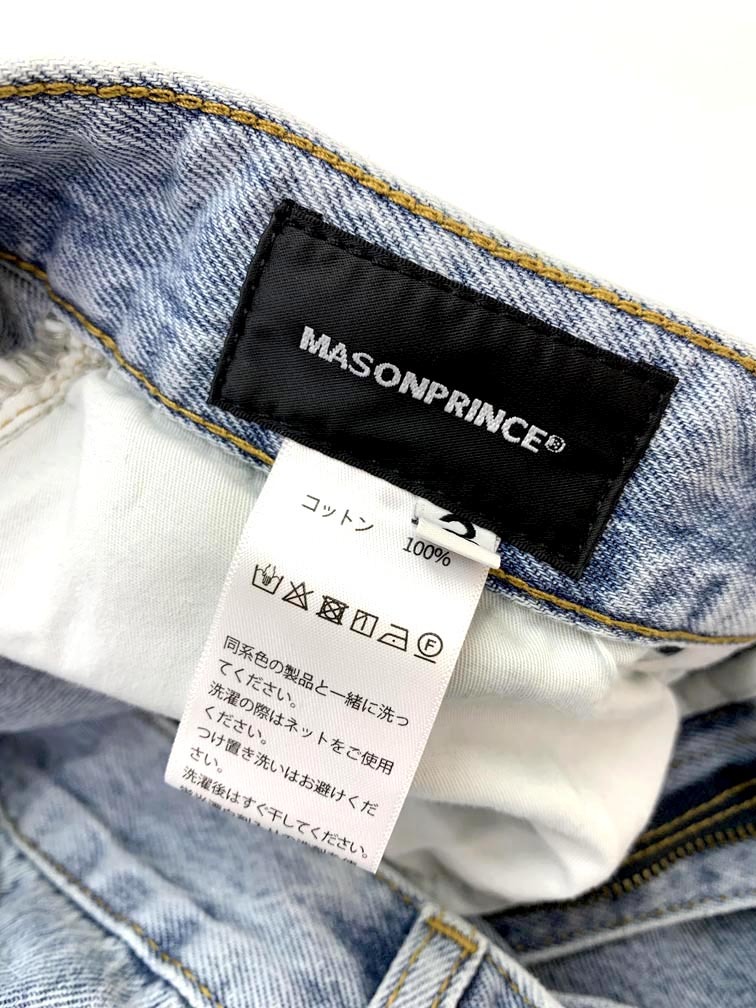 MASONPRINCE®
コットン 100%
F
同系色の製品と一緒に洗っ
てください。
洗濯の際はネットをご使用
ください。
つけ置き洗いはお避けくだ
さい。
洗濯後はすぐ干してください。